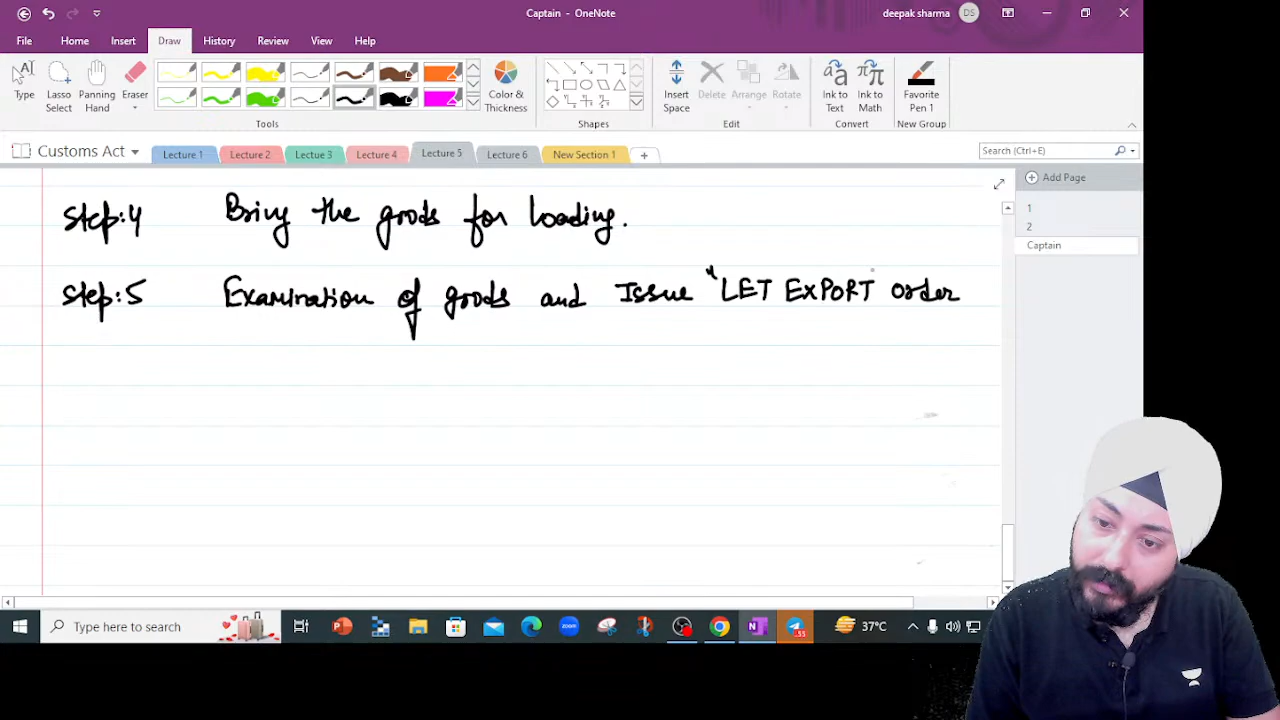 Captain - OneNote
deepak sharma DS
File Home Insert Draw History Review View Help
Type
Lasso Select
Panning Hand
Eraser
Color & Thickness
Insert Space
Delete
Arrange
Rotate
Ink to Text
Ink to Math
Favorite Pen 1
Tools Shapes Edit Convert New Group
Customs Act Lecture 1 Lecture 2 Lectue 3 Lecture 4 Lecture 5 Lecture 6 New Section 1 + Search (Ctrl+E)
Add Page
1
2
Captain
Step:4 Bring the goods for loading.
Step:5 Examination of goods and Issue "LET EXPORT order
Type here to search
zoom
55
37°C